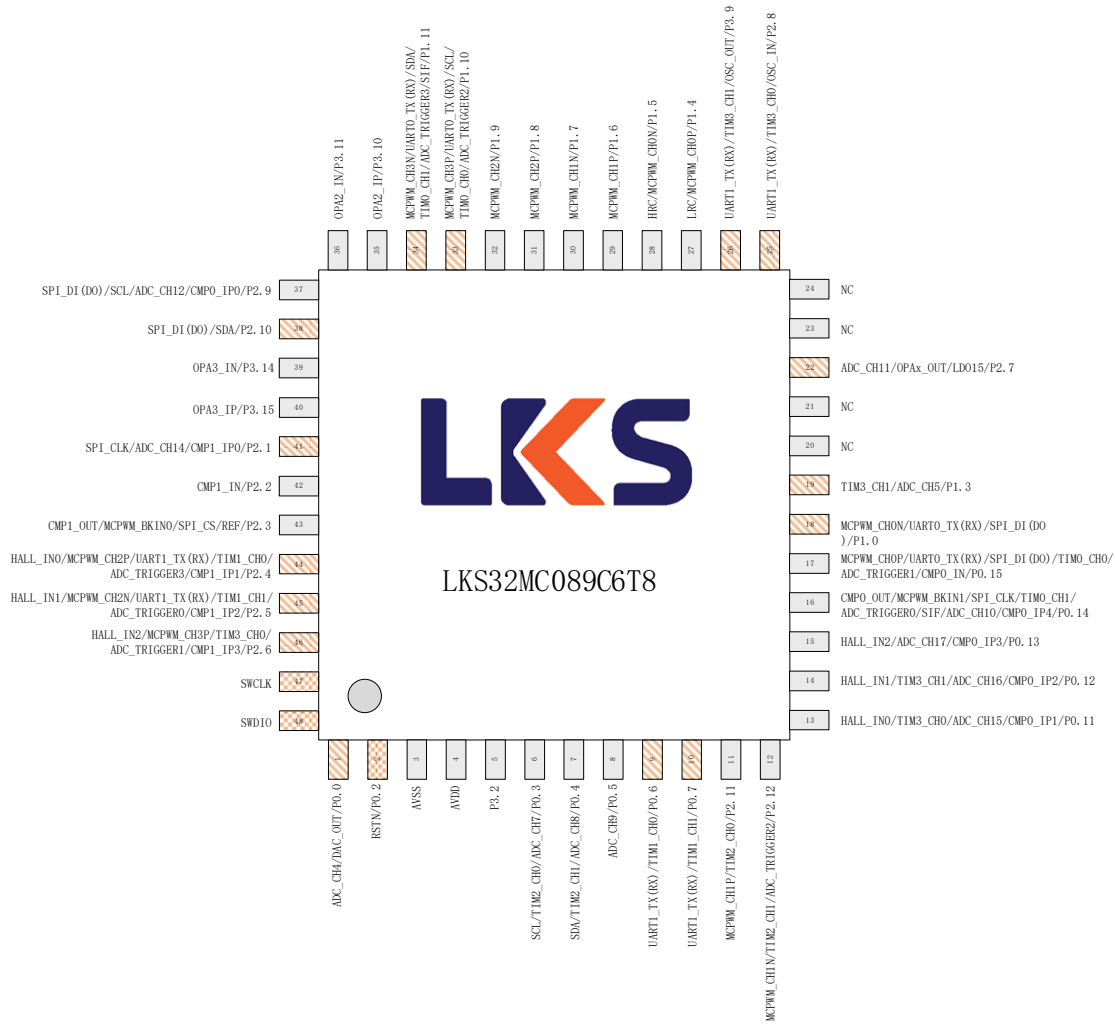 MCPWM_CH3N/UART0_TX(RX)/SDA/
TIM0_CH1/ADC_TRIGGER3/SIF/P1.11
MCPWM_CH3P/UART0_TX(RX)/SCL/
TIM0_CH0/ADC_TRIGGER2/P1.10
OPA2_IN/P3.11
OPA2_IP/P3.10
MCPWM_CH2N/P1.9
MCPWM_CH2P/P1.8
MCPWM_CH1N/P1.7
MCPWM_CH1P/P1.6
HRC/MCPWM_CH0N/P1.5
LRC/MCPWM_CH0P/P1.4
UART1_TX(RX)/TIM3_CH1/OSC_OUT/P3.9
UART1_TX(RX)/TIM3_CH0/OSC_IN/P2.8
36
35
34
33
32
31
30
29
28
27
26
25
SPI_DI(DO)/SCL/ADC_CH12/CMP0_IP0/P2.9
37
SPI_DI(DO)/SDA/P2.10
38
OPA3_IN/P3.14
39
OPA3_IP/P3.15
40
SPI_CLK/ADC_CH14/CMP1_IP0/P2.1
41
CMP1_IN/P2.2
42
CMP1_OUT/MCPWM_BKIN0/SPI_CS/REF/P2.3
43
HALL_IN0/MCPWM_CH2P/UART1_TX(RX)/TIM1_CH0/
ADC_TRIGGER3/CMP1_IP1/P2.4
44
HALL_IN1/MCPWM_CH2N/UART1_TX(RX)/TIM1_CH1/
ADC_TRIGGER0/CMP1_IP2/P2.5
45
HALL_IN2/MCPWM_CH3P/TIM3_CH0/
ADC_TRIGGER1/CMP1_IP3/P2.6
46
SWCLK
47
SWDIO
48
LKS
LKS32MC089C6T8
24
NC
23
NC
22
ADC_CH11/OPAx_OUT/LDO15/P2.7
21
NC
20
NC
19
TIM3_CH1/ADC_CH5/P1.3
18
MCPWM_CH0N/UART0_TX(RX)/SPI_DI(DO
)/P1.0
17
MCPWM_CH0P/UART0_TX(RX)/SPI_DI(DO)/TIM0_CH0/
ADC_TRIGGER1/CMP0_IN/P0.15
16
CMP0_OUT/MCPWM_BKIN1/SPI_CLK/TIM0_CH1/
ADC_TRIGGER0/SIF/ADC_CH10/CMP0_IP4/P0.14
15
HALL_IN2/ADC_CH17/CMP0_IP3/P0.13
14
HALL_IN1/TIM3_CH1/ADC_CH16/CMP0_IP2/P0.12
13
HALL_IN0/TIM3_CH0/ADC_CH15/CMP0_IP1/P0.11
1
2
3
4
5
6
7
8
9
10
11
12
ADC_CH4/DAC_OUT/P0.0
RSTN/P0.2
AVSS
AVDD
P3.2
SCL/TIM2_CH0/ADC_CH7/P0.3
SDA/TIM2_CH1/ADC_CH8/P0.4
ADC_CH9/P0.5
UART1_TX(RX)/TIM1_CH0/P0.6
UART1_TX(RX)/TIM1_CH1/P0.7
MCPWM_CH1P/TIM2_CH0/P2.11
MCPWM_CH1N/TIM2_CH1/ADC_TRIGGER2/P2.12